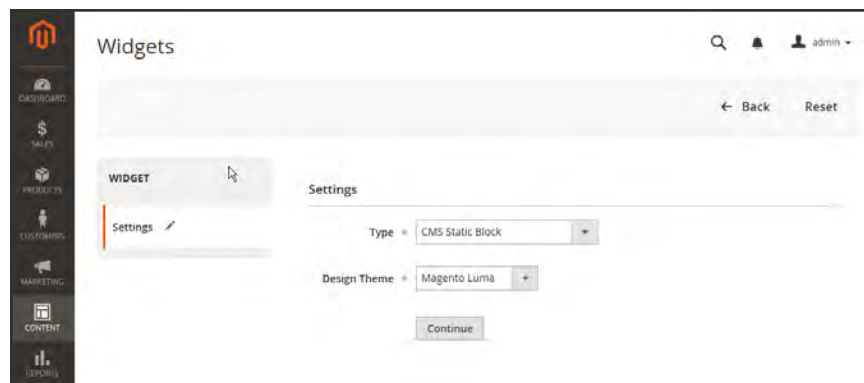 Widgets
admin
DASHBOARD
← Back
Reset
SALES
WIDGET
PRODUCTS
Settings
Settings
Type
CMS Static Block
CUSTOMERS
MARKETING
Design Theme
Magento Luma
CONTENT
Continue
REPORTS